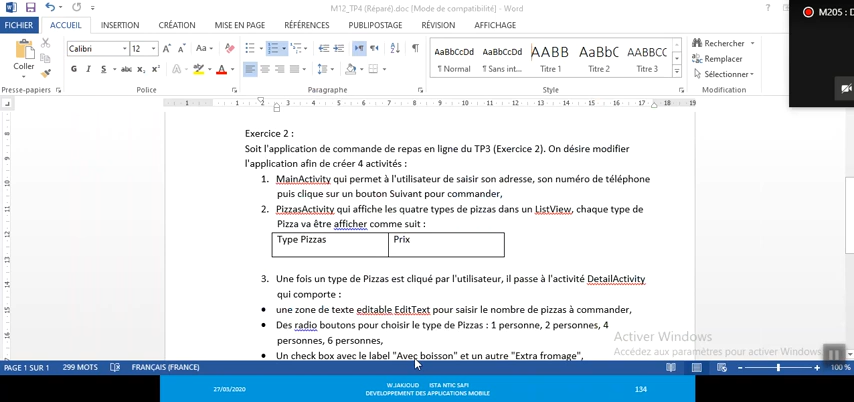 M12_TP4 (Réparé).doc [Mode de compatibilité] - Word
M205 : D
FICHIER ACCUEIL INSERTION CRÉATION MISE EN PAGE RÉFÉRENCES PUBLIPOSTAGE RÉVISION AFFICHAGE
Coller
Calibri 12
G I S abc x₂ x²
AaBbCcDd AaBbCcDd AABB AaBbC AABBCC
¶ Normal ¶ Sans int... Titre 1 Titre 2 Titre 3
Rechercher
Remplacer
Sélectionner
Presse-papiers Police Paragraphe Style Modification
Exercice 2 :
Soit l'application de commande de repas en ligne du TP3 (Exercice 2). On désire modifier
l'application afin de créer 4 activités :
1. MainActivity qui permet à l'utilisateur de saisir son adresse, son numéro de téléphone
puis clique sur un bouton Suivant pour commander,
2. PizzasActivity qui affiche les quatre types de pizzas dans un ListView, chaque type de
Pizza va être afficher comme suit :
Type Pizzas Prix
3. Une fois un type de Pizzas est cliqué par l'utilisateur, il passe à l'activité DetailActivity
qui comporte :
• une zone de texte editable EditText pour saisir le nombre de pizzas à commander,
• Des radio boutons pour choisir le type de Pizzas : 1 personne, 2 personnes, 4
personnes, 6 personnes,
• Un check box avec le label "Avec boisson" et un autre "Extra fromage",
Activer Windows
Accédez aux paramètres pour activer Windows
PAGE 1 SUR 1 299 MOTS FRANÇAIS (FRANCE) 100 %
27/03/2020
W.JAKJOUD ISTA NTIC SAFI
DEVELOPPEMENT DES APPLICATIONS MOBILE
134